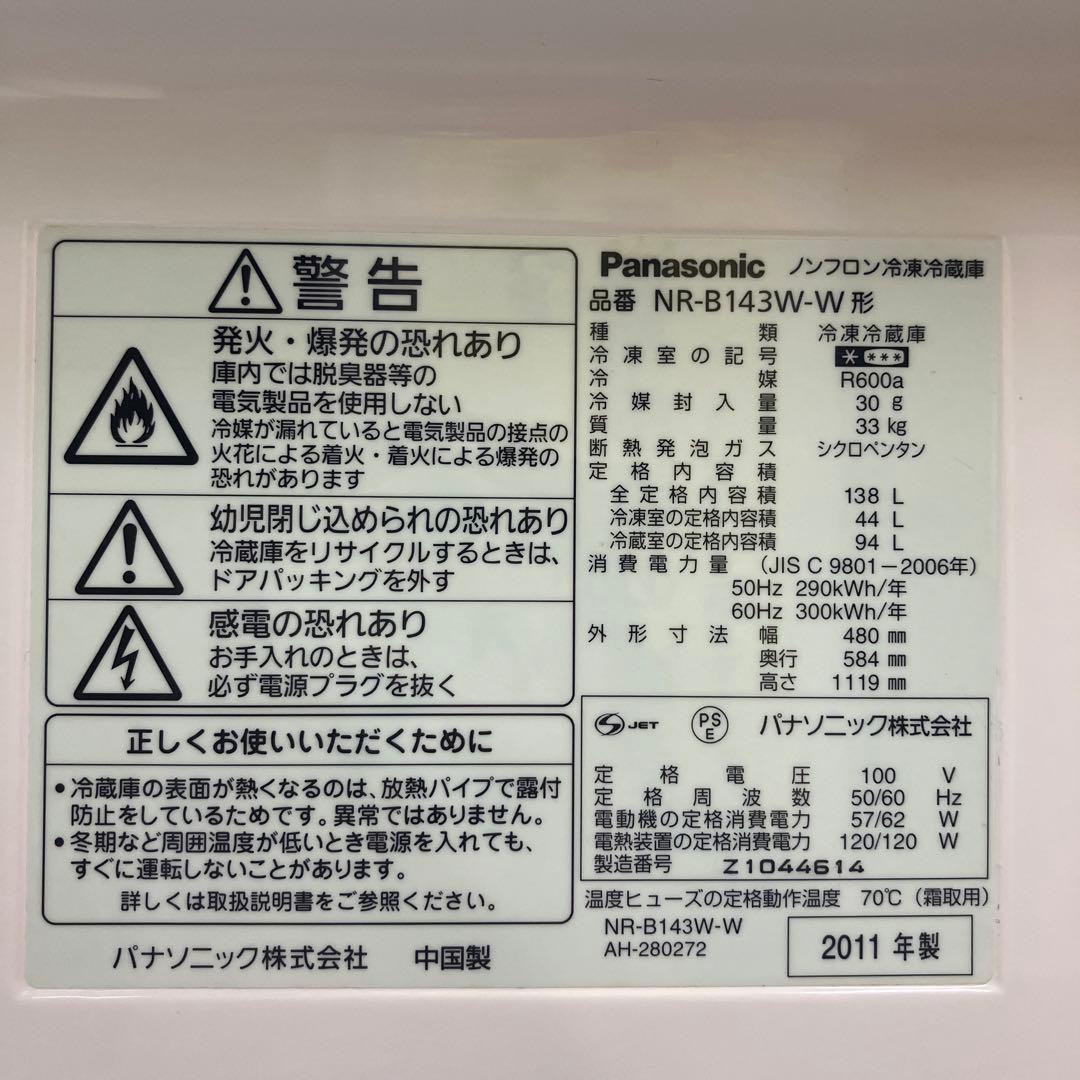 警告
発火・爆発の恐れあり
庫内では脱臭器等の
電気製品を使用しない
冷媒が漏れていると電気製品の接点の
火花による着火・着火による爆発の
恐れがあります
幼児閉じ込められの恐れあり
冷蔵庫をリサイクルするときは、
ドアパッキングを外す
感電の恐れあり
お手入れのときは、
必ず電源プラグを抜く
正しくお使いいただくために
•冷蔵庫の表面が熱くなるのは、放熱パイプで露付
防止をしているためです。異常ではありません。
•冬期など周囲温度が低いとき電源を入れても、
すぐに運転しないことがあります。
詳しくは取扱説明書をご参照ください。
パナソニック株式会社 中国製
Panasonic ノンフロン冷凍冷蔵庫
品番 NR-B143W-W 形
種類 冷凍冷蔵庫
冷凍室の記号 * ***
冷媒 R600a
冷媒封入量 30 g
質量 33 kg
断熱発泡ガス シクロペンタン
定格内容積
全定格内容積 138 L
冷凍室の定格内容積 44 L
冷蔵室の定格内容積 94 L
消費電力量 (JIS C 9801-2006年)
50Hz 290kWh/年
60Hz 300kWh/年
外形寸法 幅 480 mm
奥行 584 mm
高さ 1119 mm
S JET PSE パナソニック株式会社
定格電圧 100 V
定格周波数 50/60 Hz
電動機の定格消費電力 57/62 W
電熱装置の定格消費電力 120/120 W
製造番号 Z1044614
温度ヒューズの定格動作温度 70℃(霜取用)
NR-B143W-W
AH-280272
2011 年製